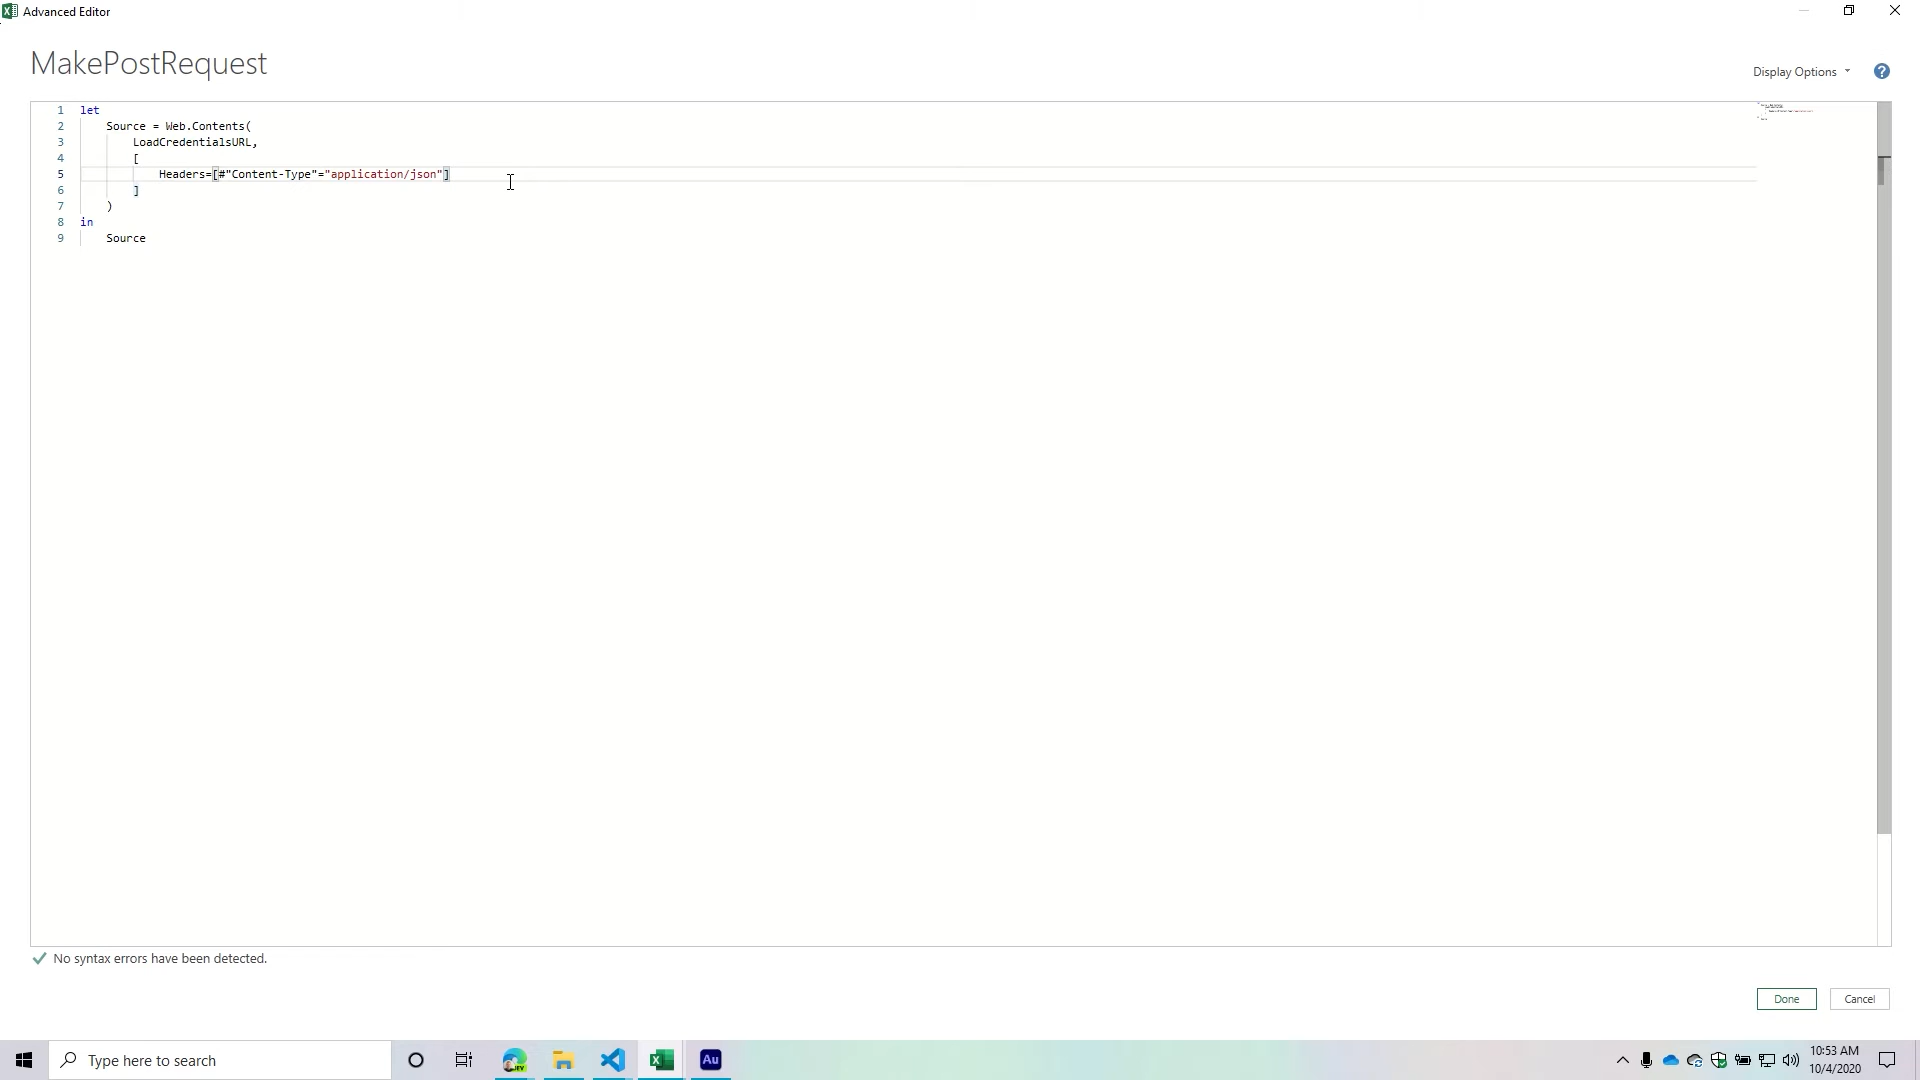 Advanced Editor
MakePostRequest
Display Options
?
1 let
2 Source = Web.Contents(
3 LoadCredentialsURL,
4 [
5 Headers=[#"Content-Type"="application/json"]
6 ]
7 )
8 in
9 Source
No syntax errors have been detected.
Done Cancel
Type here to search
Au
10:53 AM
10/4/2020